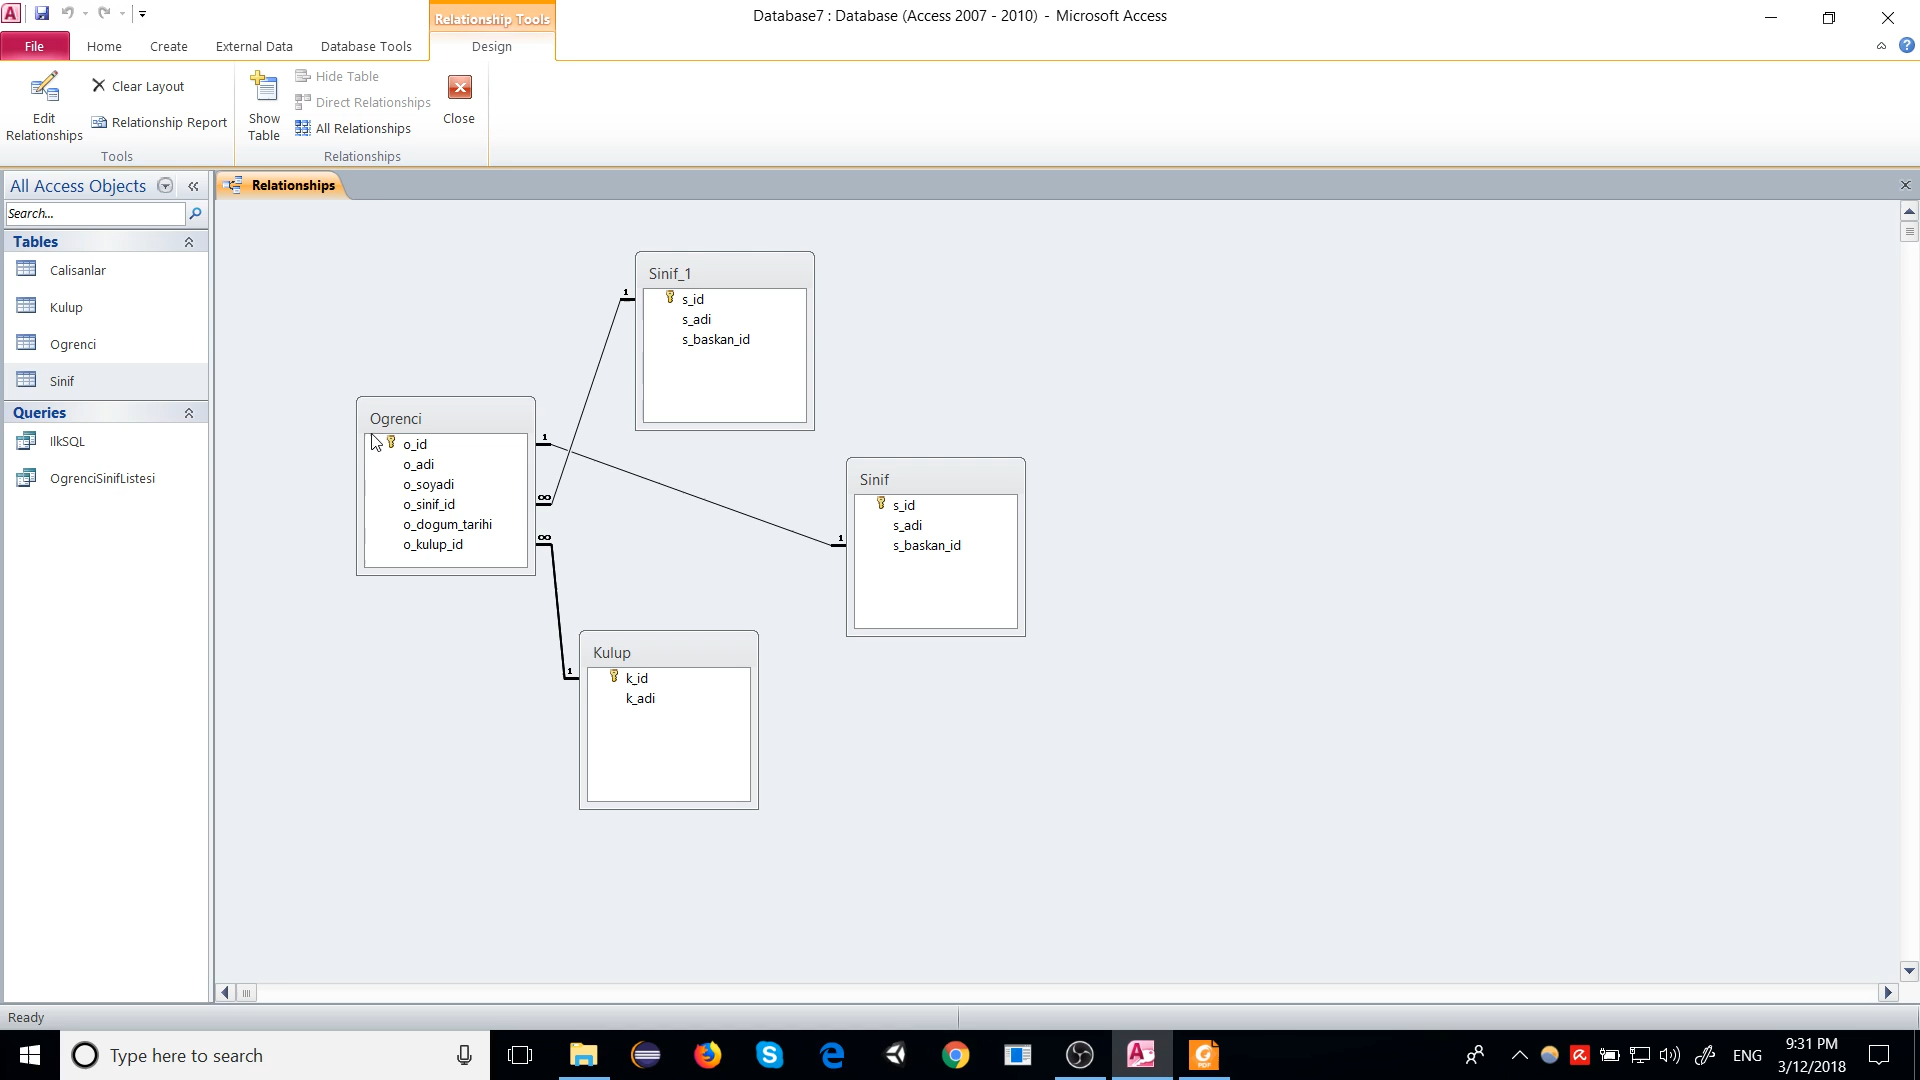 Relationship Tools
Database7 : Database (Access 2007 - 2010) - Microsoft Access
File
Home
Create
External Data
Database Tools
Design
Edit
Relationships
Clear Layout
Relationship Report
Tools
Show
Table
Hide Table
Direct Relationships
All Relationships
Close
Relationships
All Access Objects
Search...
Tables
Calisanlar
Kulup
Ogrenci
Sinif
Queries
IlkSQL
OgrenciSinifListesi
Relationships
Sinif_1
s_id
s_adi
s_baskan_id
1
Ogrenci
o_id
o_adi
o_soyadi
o_sinif_id
o_dogum_tarihi
o_kulup_id
1
∞
∞
Sinif
s_id
s_adi
s_baskan_id
1
Kulup
k_id
k_adi
1
Ready
Type here to search
ENG
9:31 PM
3/12/2018